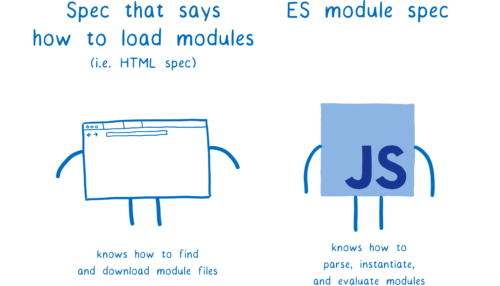 Spec that says
how to load modules
(i.e. HTML spec)
ES module spec
JS
knows how to find
and download module files
knows how to
parse, instantiate,
and evaluate modules